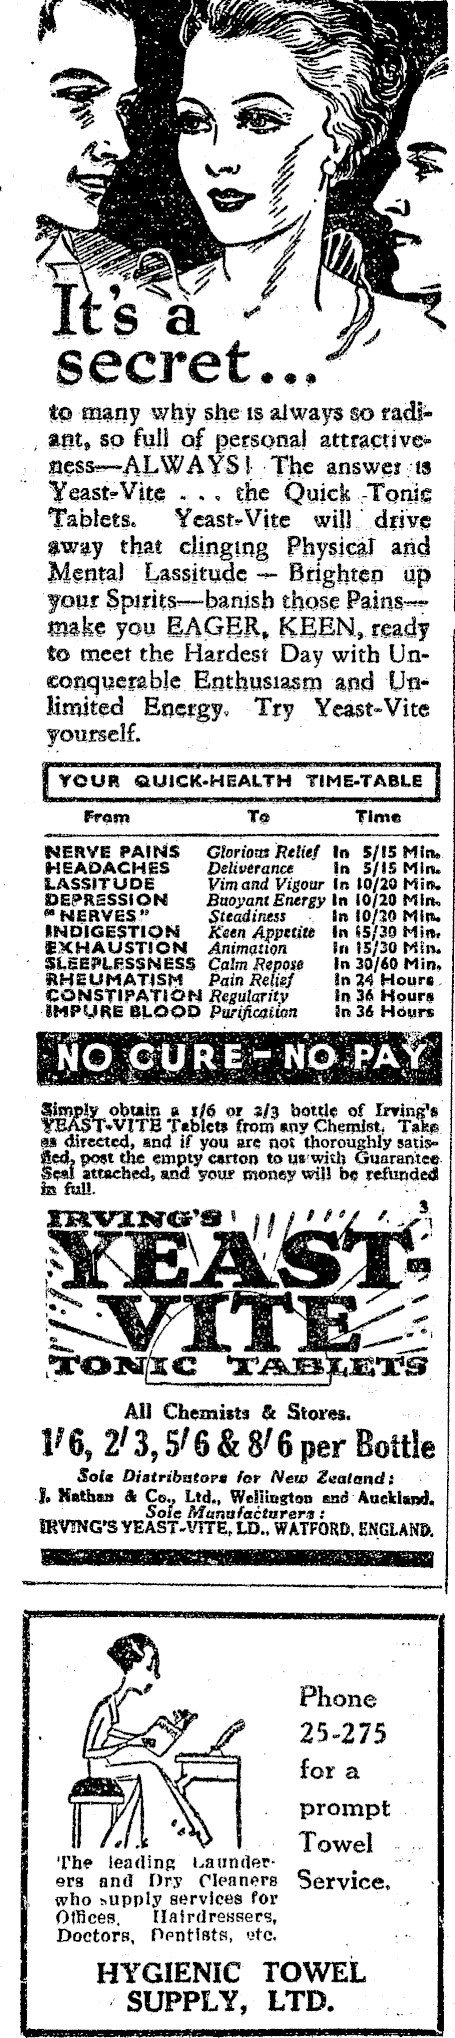 It's a
secret...
to many why she is always so radi-
ant, so full of personal attractive-
ness—ALWAYS! The answer is
Yeast-Vite . . . the Quick Tonic
Tablets. Yeast-Vite will drive
away that clinging Physical and
Mental Lassitude — Brighten up
your Spirits—banish those Pains—
make you EAGER, KEEN, ready
to meet the Hardest Day with Un-
conquerable Enthusiasm and Un-
limited Energy. Try Yeast-Vite
yourself.
YOUR QUICK-HEALTH TIME-TABLE
From To Time
NERVE PAINS Glorious Relief In 5/15 Min.
HEADACHES Deliverance In 5/15 Min.
LASSITUDE Vim and Vigour In 10/20 Min.
DEPRESSION Buoyant Energy In 10/20 Min.
"NERVES" Steadiness In 10/20 Min.
INDIGESTION Keen Appetite In 15/30 Min.
EXHAUSTION Animation In 15/30 Min.
SLEEPLESSNESS Calm Repose In 30/60 Min.
RHEUMATISM Pain Relief In 24 Hours
CONSTIPATION Regularity In 36 Hours
IMPURE BLOOD Purification In 36 Hours
NO CURE - NO PAY
Simply obtain a 1/6 or 2/3 bottle of Irving's
YEAST-VITE Tablets from any Chemist. Take
as directed, and if you are not thoroughly satis-
fied, post the empty carton to us with Guarantee
Seal attached, and your money will be refunded
in full.
3
IRVING'S
YEAST-
VITE
TONIC TABLETS
All Chemists & Stores.
1/6, 2/3, 5/6 & 8/6 per Bottle
Sole Distributors for New Zealand:
J. Nathan & Co., Ltd., Wellington and Auckland.
Sole Manufacturers:
IRVING'S YEAST-VITE, LD., WATFORD, ENGLAND.
Phone
25-275
for a
prompt
Towel
Service.
The leading Launder-
ers and Dry Cleaners
who supply services for
Offices, Hairdressers,
Doctors, Dentists, etc.
HYGIENIC TOWEL
SUPPLY, LTD.